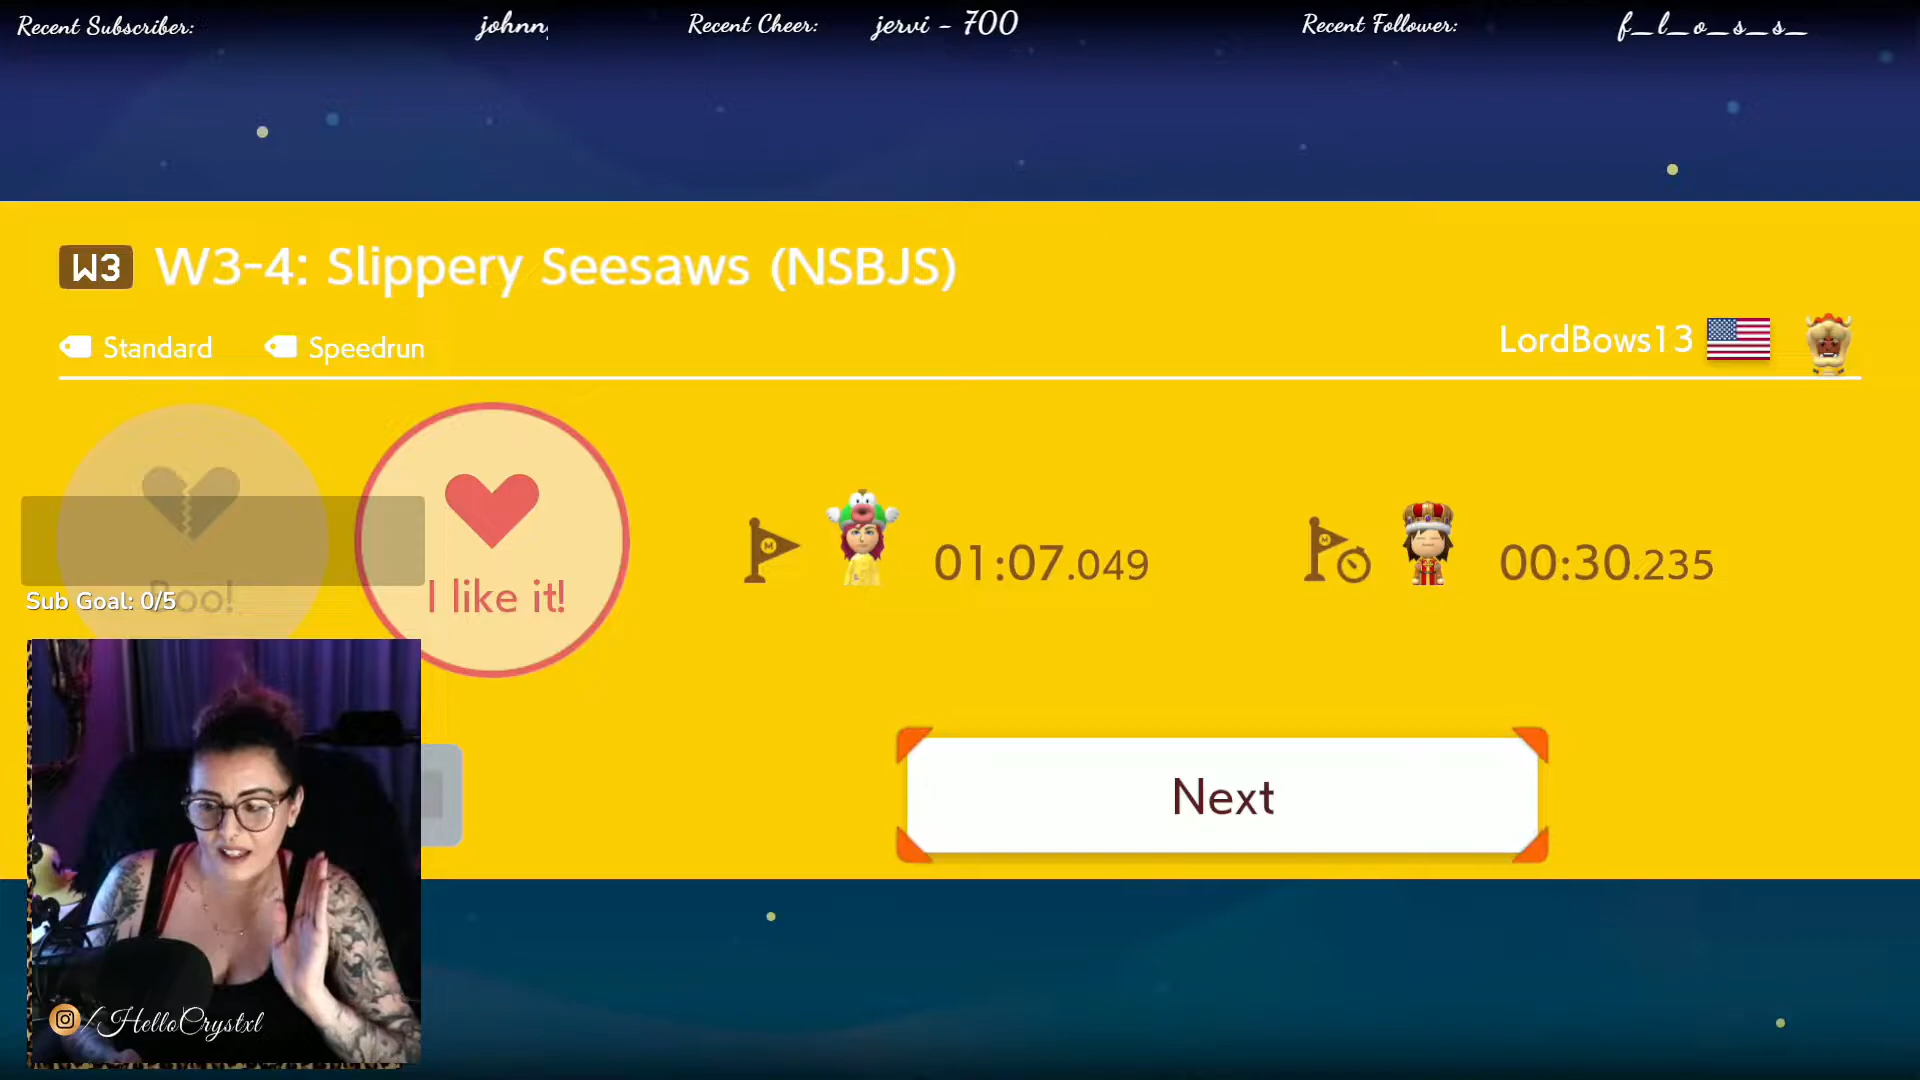 Recent Subscriber: johnn Recent Cheer: jervi - 700 Recent Follower: f_l_o_s_s_
W3 W3-4: Slippery Seesaws (NSBJS)
Standard Speedrun LordBows13
M 01:07.049 M 00:30.235
Boo! I like it!
Sub Goal: 0/5
Next
/HelloCrystxl